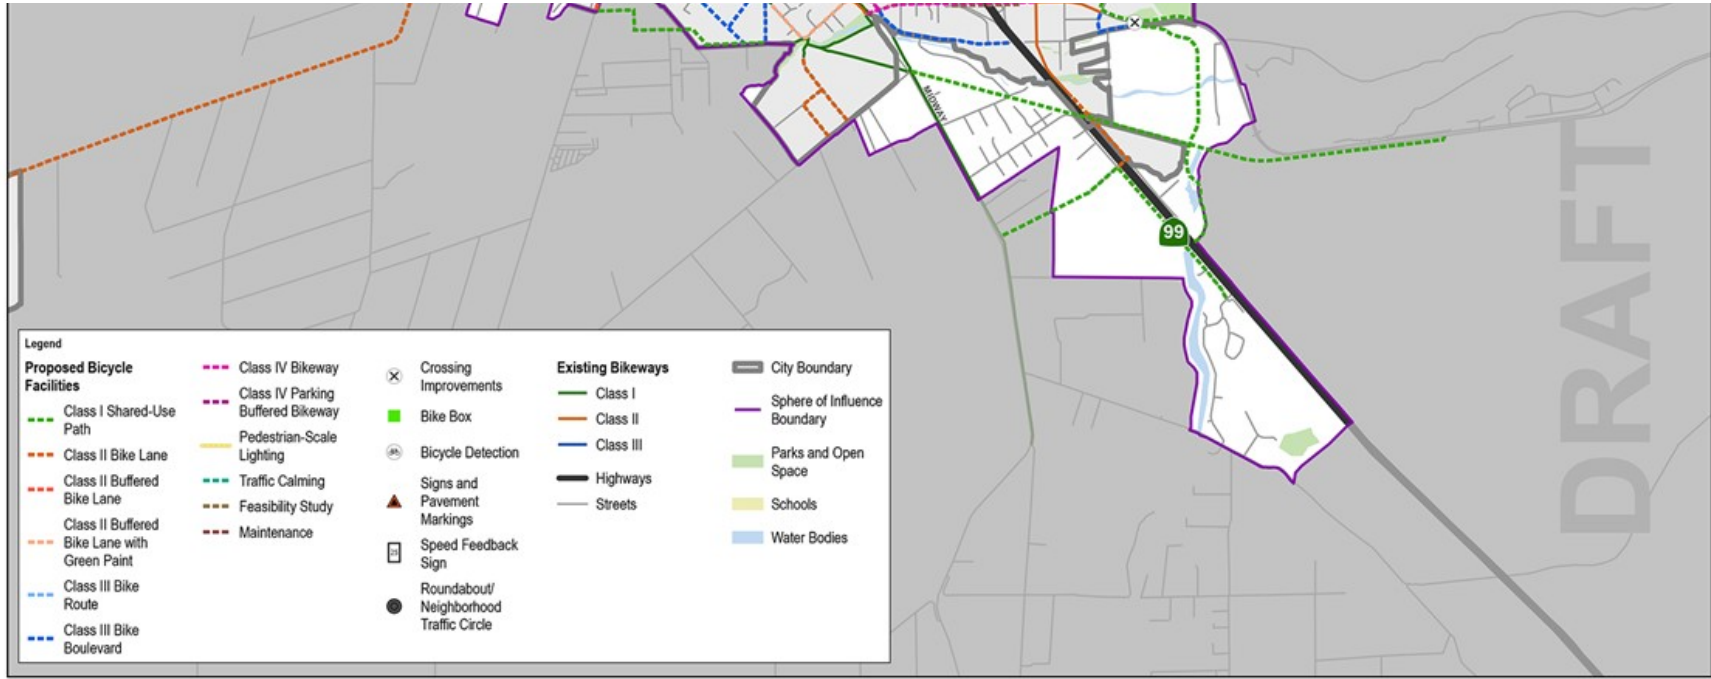 MIDWAY
99
DRAFT
Legend
Proposed Bicycle
Facilities
Class I Shared-Use
Path
Class II Bike Lane
Class II Buffered
Bike Lane
Class II Buffered
Bike Lane with
Green Paint
Class III Bike
Route
Class III Bike
Boulevard
Class IV Bikeway
Class IV Parking
Buffered Bikeway
Pedestrian-Scale
Lighting
Traffic Calming
Feasibility Study
Maintenance
Crossing
Improvements
Bike Box
Bicycle Detection
Signs and
Pavement
Markings
25
Speed Feedback
Sign
Roundabout/
Neighborhood
Traffic Circle
Existing Bikeways
Class I
Class II
Class III
Highways
Streets
City Boundary
Sphere of Influence
Boundary
Parks and Open
Space
Schools
Water Bodies